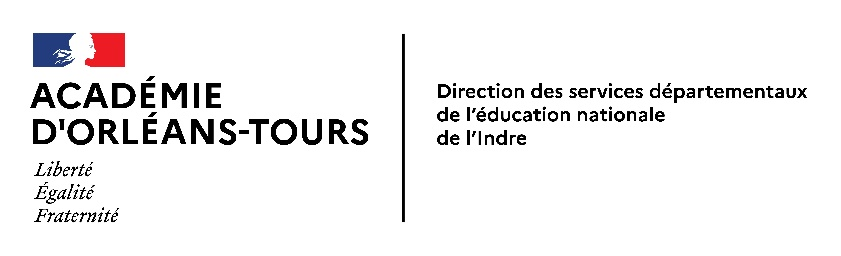 ACADÉMIE
D'ORLÉANS-TOURS
Liberté
Égalité
Fraternité
Direction des services départementaux
de l'éducation nationale
de l'Indre